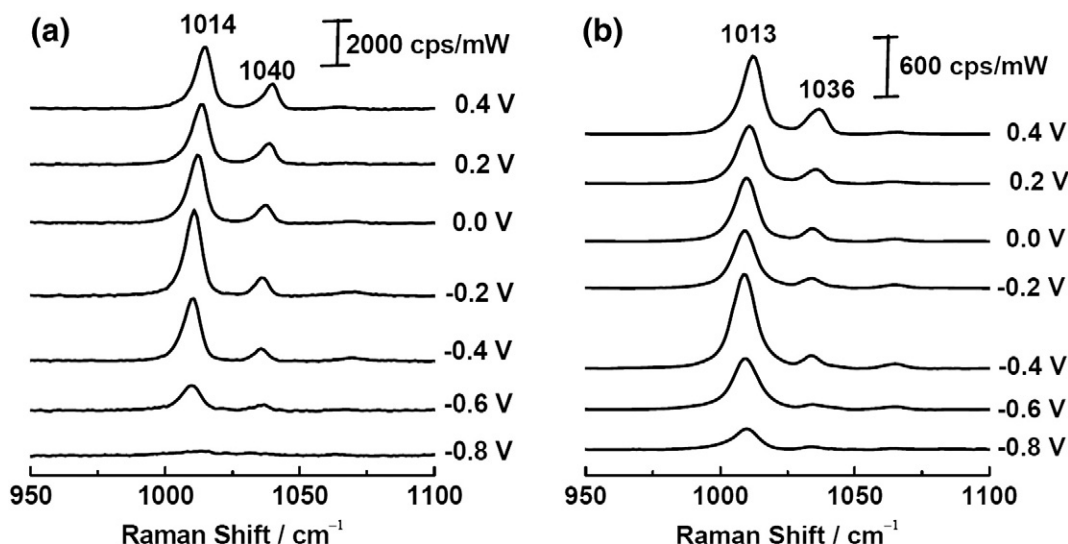 (a)
1014
2000 cps/mW
1040
0.4 V
0.2 V
0.0 V
-0.2 V
-0.4 V
-0.6 V
-0.8 V
950 1000 1050 1100
Raman Shift / cm⁻¹
(b)
1013
600 cps/mW
1036
0.4 V
0.2 V
0.0 V
-0.2 V
-0.4 V
-0.6 V
-0.8 V
950 1000 1050 1100
Raman Shift / cm⁻¹